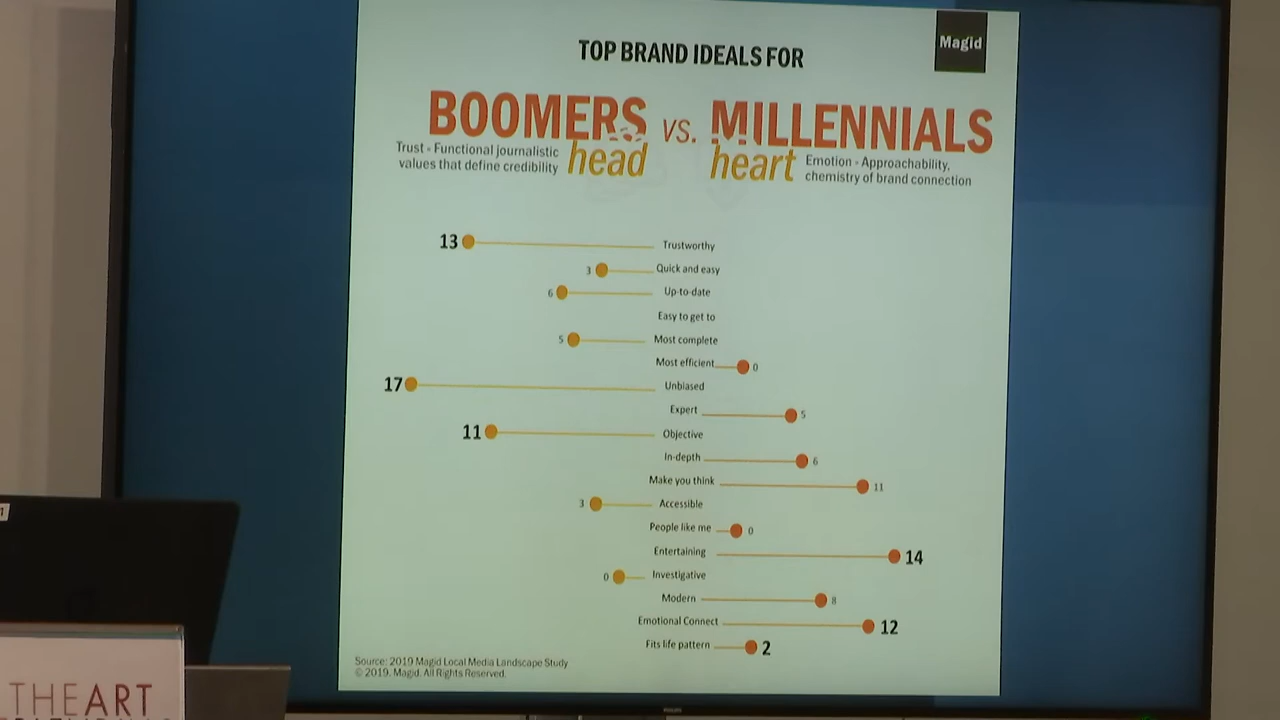 Magid
TOP BRAND IDEALS FOR
BOOMERS VS. MILLENNIALS
Trust - Functional journalistic
values that define credibility
head
heart
Emotion - Approachability,
chemistry of brand connection
13 Trustworthy
3 Quick and easy
6 Up-to-date
Easy to get to
5 Most complete
Most efficient 0
17 Unbiased
Expert 5
11 Objective
In-depth 6
Make you think 11
3 Accessible
People like me 0
Entertaining 14
0 Investigative
Modern 8
Emotional Connect 12
Fits life pattern 2
Source: 2019 Magid Local Media Landscape Study
© 2019. Magid. All Rights Reserved.
PHILIPS
THEART